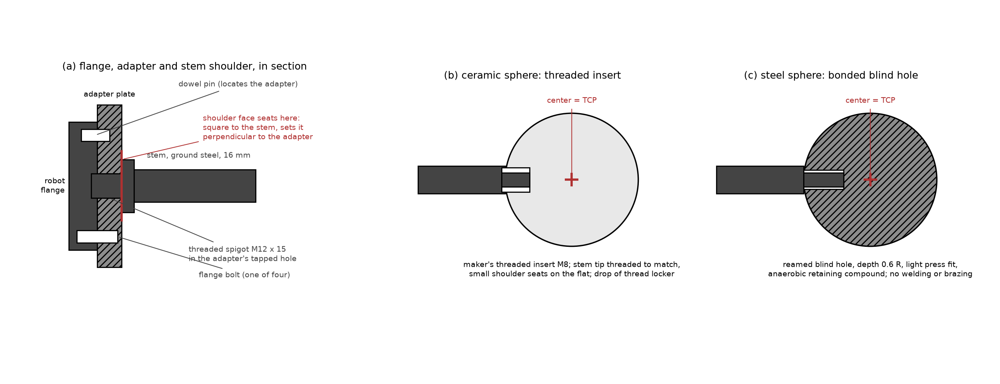 (a) flange, adapter and stem shoulder, in section
dowel pin (locates the adapter)
adapter plate
shoulder face seats here:
square to the stem, sets it
perpendicular to the adapter
stem, ground steel, 16 mm
robot
flange
threaded spigot M12 x 15
in the adapter's tapped hole
flange bolt (one of four)
(b) ceramic sphere: threaded insert
center = TCP
maker's threaded insert M8; stem tip threaded to match,
small shoulder seats on the flat; drop of thread locker
(c) steel sphere: bonded blind hole
center = TCP
reamed blind hole, depth 0.6 R, light press fit,
anaerobic retaining compound; no welding or brazing